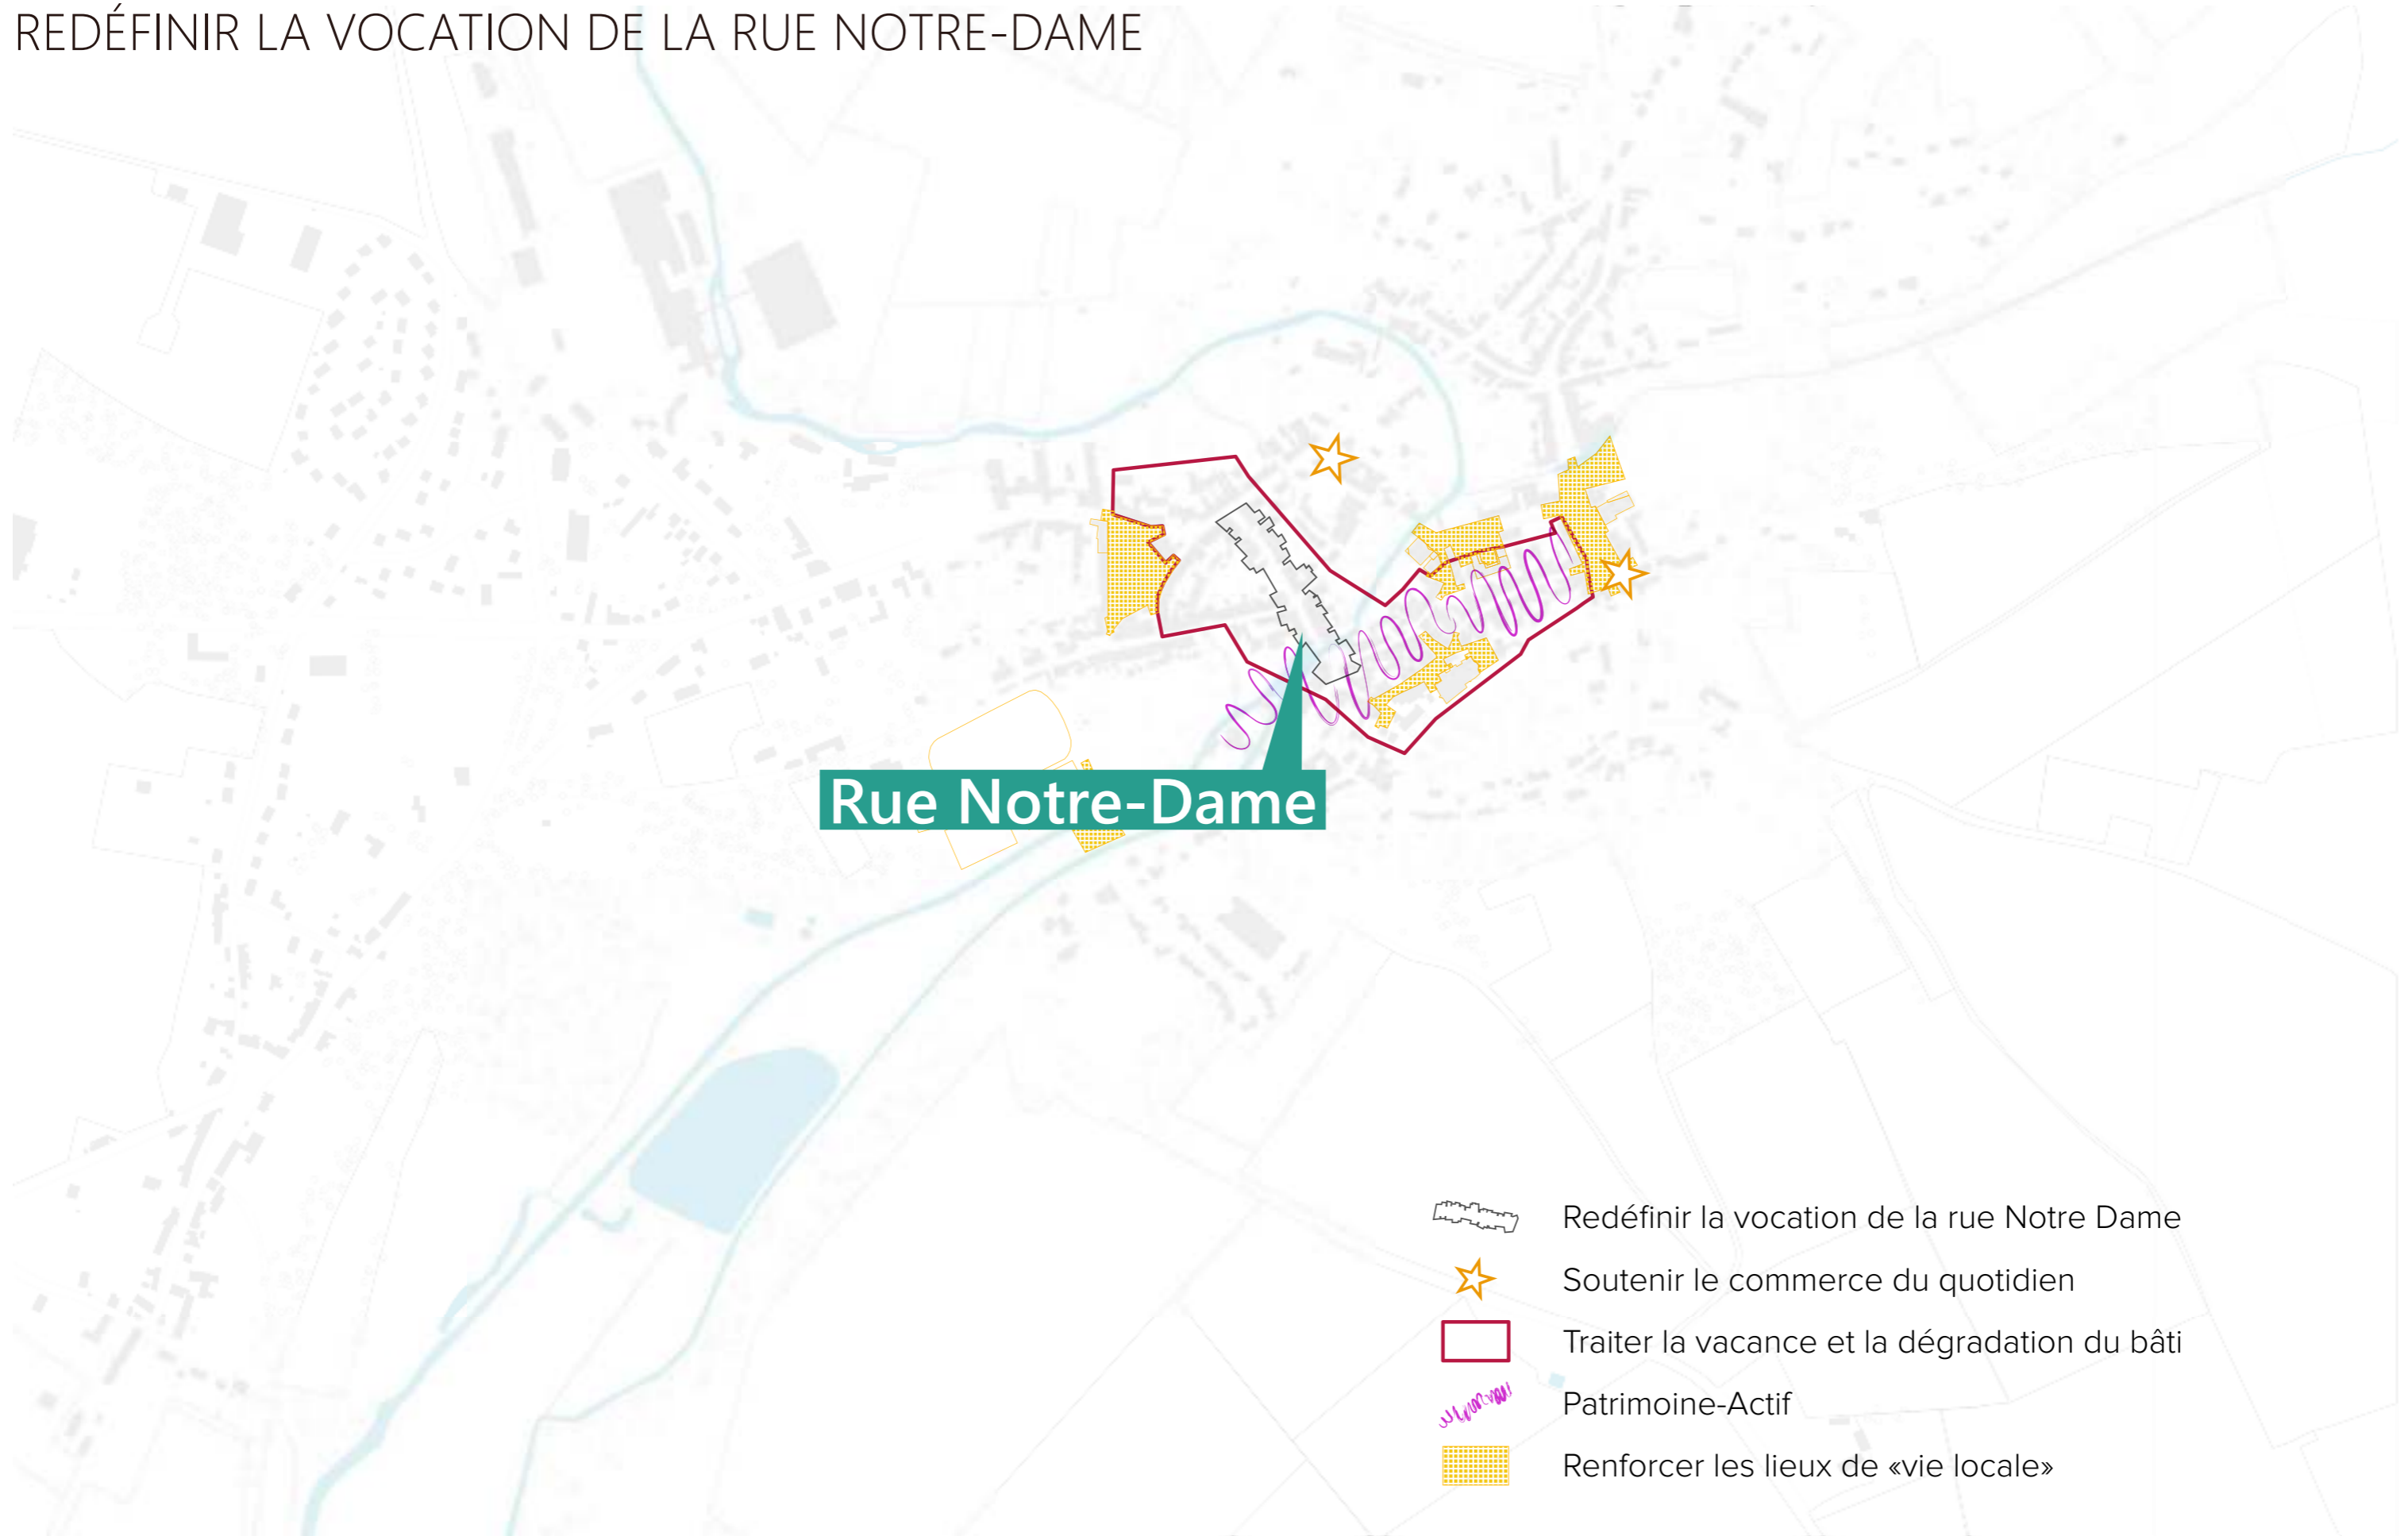 REDÉFINIR LA VOCATION DE LA RUE NOTRE-DAME
Rue Notre-Dame
Redéfinir la vocation de la rue Notre Dame
Soutenir le commerce du quotidien
Traiter la vacance et la dégradation du bâti
Patrimoine-Actif
Renforcer les lieux de «vie locale»